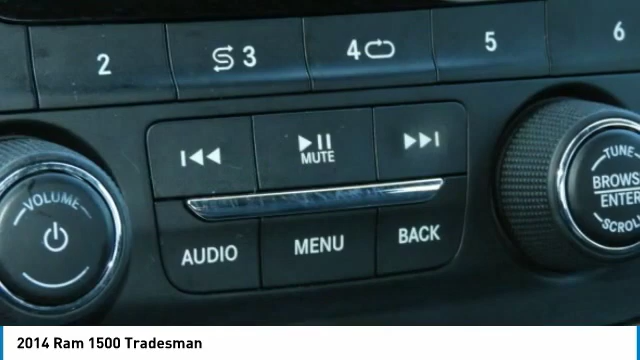 2
3
4
5
6
MUTE
VOLUME
AUDIO
MENU
BACK
TUNE
BROWSE
ENTER
SCROLL
2014 Ram 1500 Tradesman